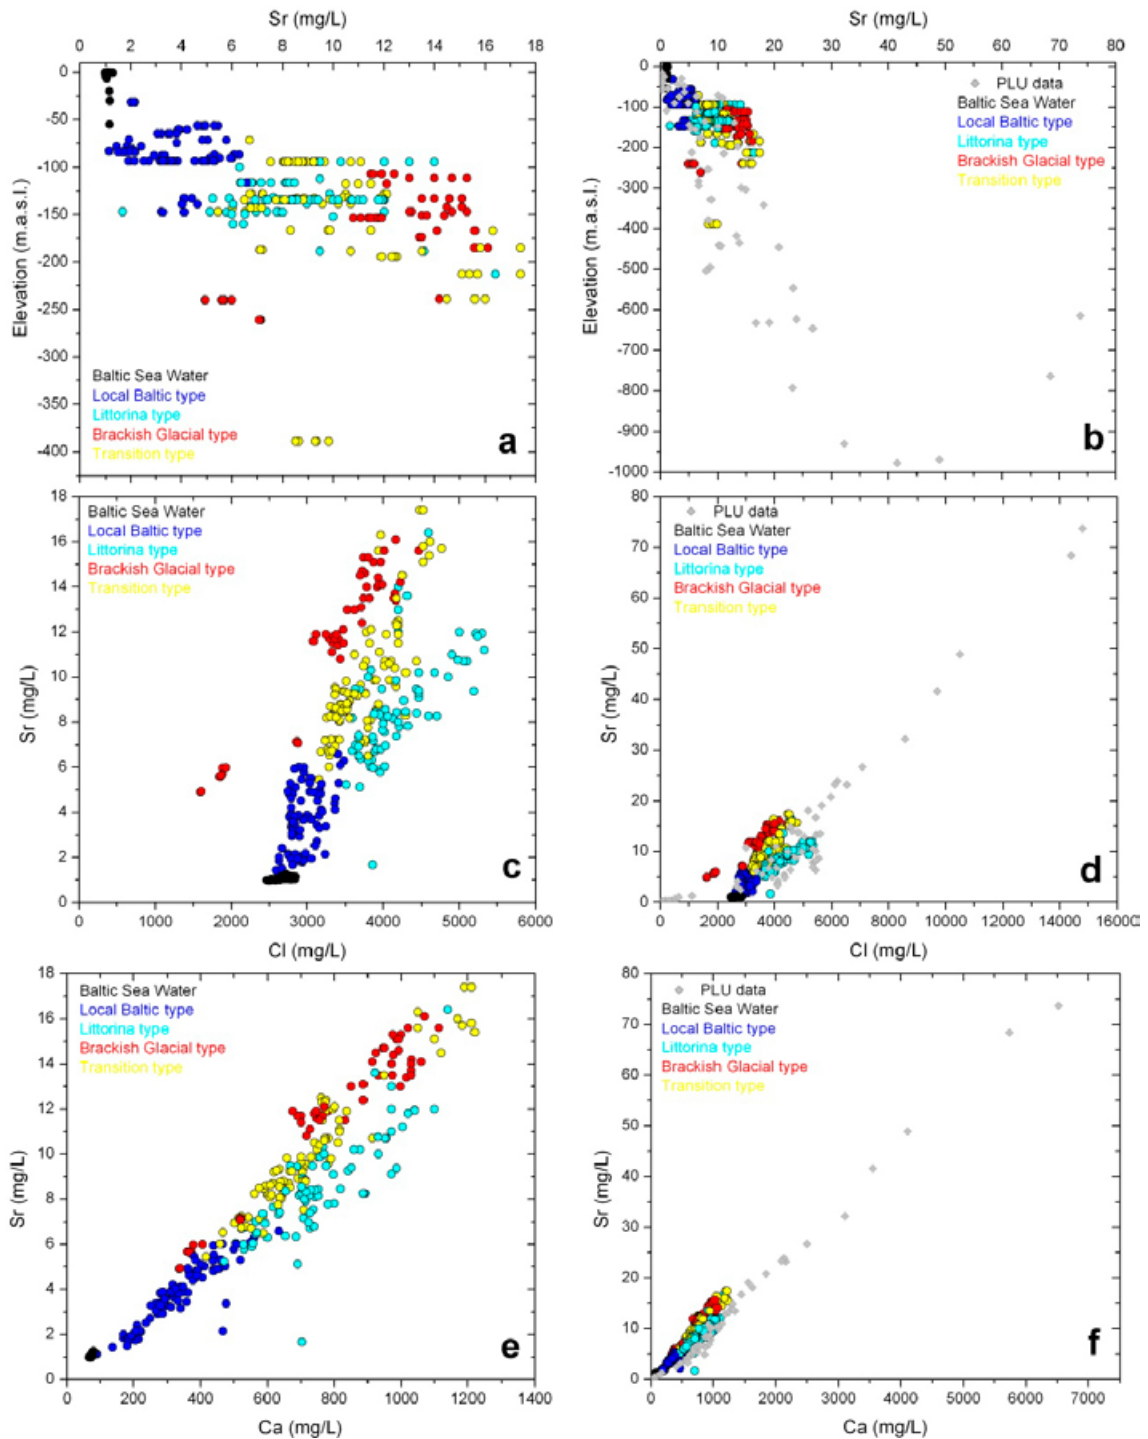 Sr (mg/L)
0 2 4 6 8 10 12 14 16 18
0
-50
-100
-150
-200
-250
-300
-350
-400
Elevation (m.a.s.l.)
Baltic Sea Water
Local Baltic type
Littorina type
Brackish Glacial type
Transition type
a
Sr (mg/L)
0 10 20 30 40 50 60 70 80
0
-100
-200
-300
-400
-500
-600
-700
-800
-900
-1000
Elevation (m.a.s.l.)
PLU data
Baltic Sea Water
Local Baltic type
Littorina type
Brackish Glacial type
Transition type
b
18
16
14
12
10
8
6
4
2
0
Sr (mg/L)
Baltic Sea Water
Local Baltic type
Littorina type
Brackish Glacial type
Transition type
c
0 1000 2000 3000 4000 5000 6000
Cl (mg/L)
80
70
60
50
40
30
20
10
0
Sr (mg/L)
PLU data
Baltic Sea Water
Local Baltic type
Littorina type
Brackish Glacial type
Transition type
d
0 2000 4000 6000 8000 10000 12000 14000 16000
Cl (mg/L)
18
16
14
12
10
8
6
4
2
0
Sr (mg/L)
Baltic Sea Water
Local Baltic type
Littorina type
Brackish Glacial type
Transition type
e
0 200 400 600 800 1000 1200 1400
Ca (mg/L)
80
70
60
50
40
30
20
10
0
Sr (mg/L)
PLU data
Baltic Sea Water
Local Baltic type
Littorina type
Brackish Glacial type
Transition type
f
0 1000 2000 3000 4000 5000 6000 7000
Ca (mg/L)